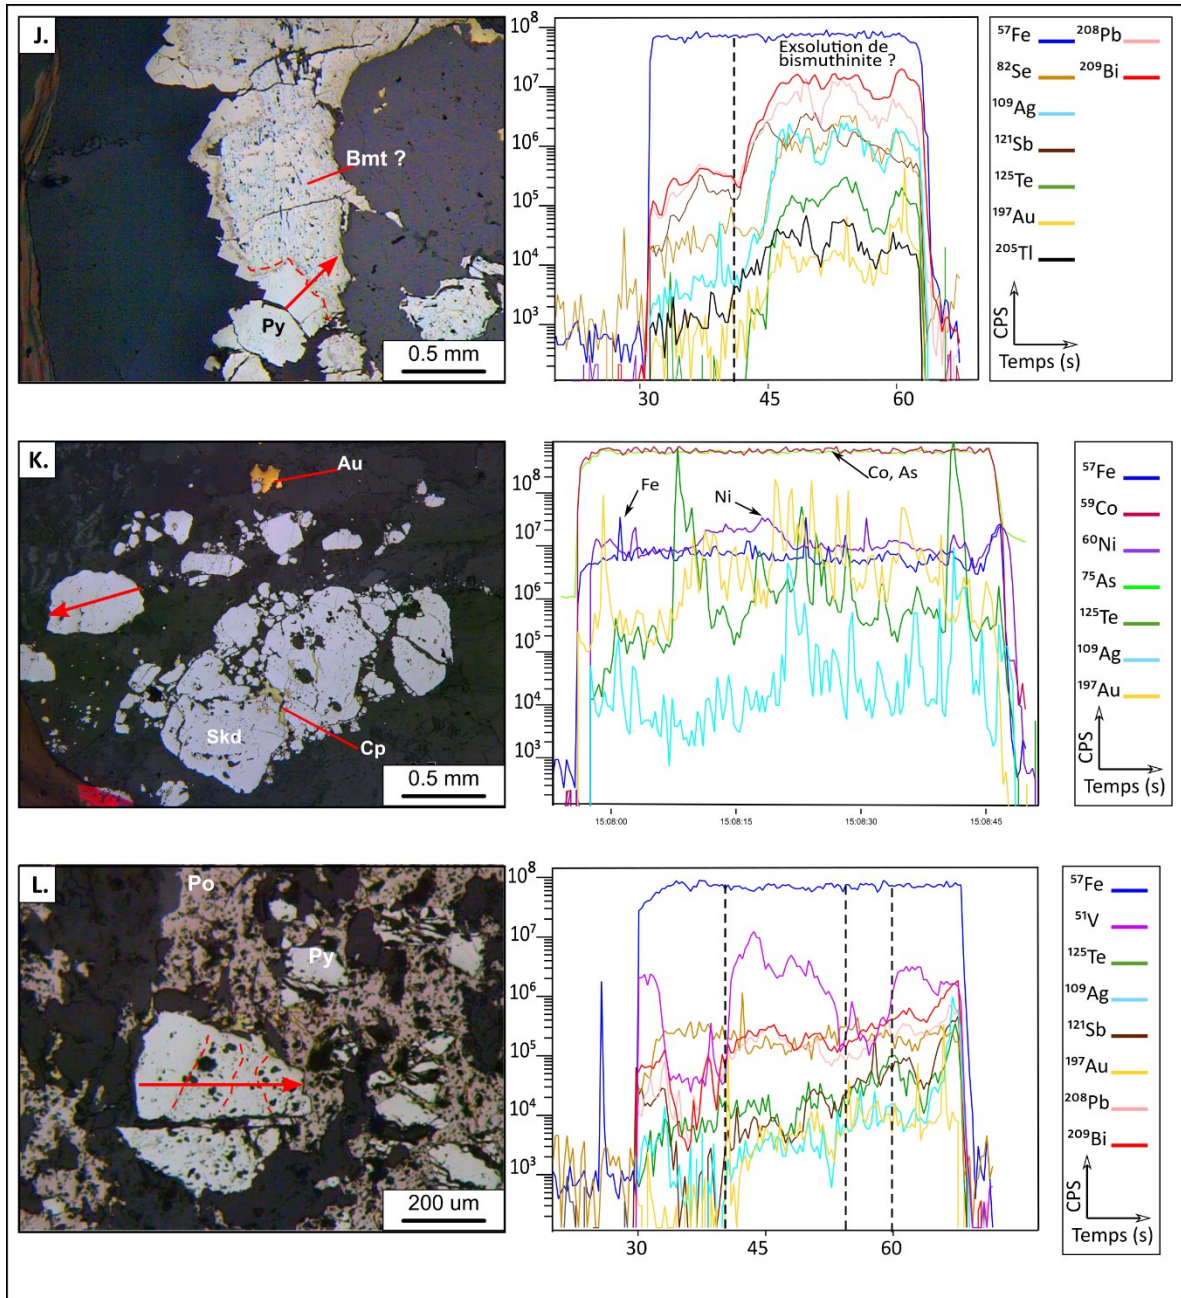 J.
Bmt ?
Py
0.5 mm
10⁸
10⁷
10⁶
10⁵
10⁴
10³
Exsolution de
bismuthinite ?
30
45
60
⁵⁷Fe
²⁰⁸Pb
⁸²Se
²⁰⁹Bi
¹⁰⁹Ag
¹²¹Sb
¹²⁵Te
¹⁹⁷Au
²⁰⁵Tl
CPS
Temps (s)
K.
Au
Skd
Cp
0.5 mm
10⁸
10⁷
10⁶
10⁵
10⁴
10³
Co, As
Fe
Ni
15:08:00
15:08:15
15:08:30
15:08:45
⁵⁷Fe
⁵⁹Co
⁶⁰Ni
⁷⁵As
¹²⁵Te
¹⁰⁹Ag
¹⁹⁷Au
CPS
Temps (s)
L.
Po
Py
200 um
10⁸
10⁷
10⁶
10⁵
10⁴
10³
30
45
60
⁵⁷Fe
⁵¹V
¹²⁵Te
¹⁰⁹Ag
¹²¹Sb
¹⁹⁷Au
²⁰⁸Pb
²⁰⁹Bi
CPS
Temps (s)